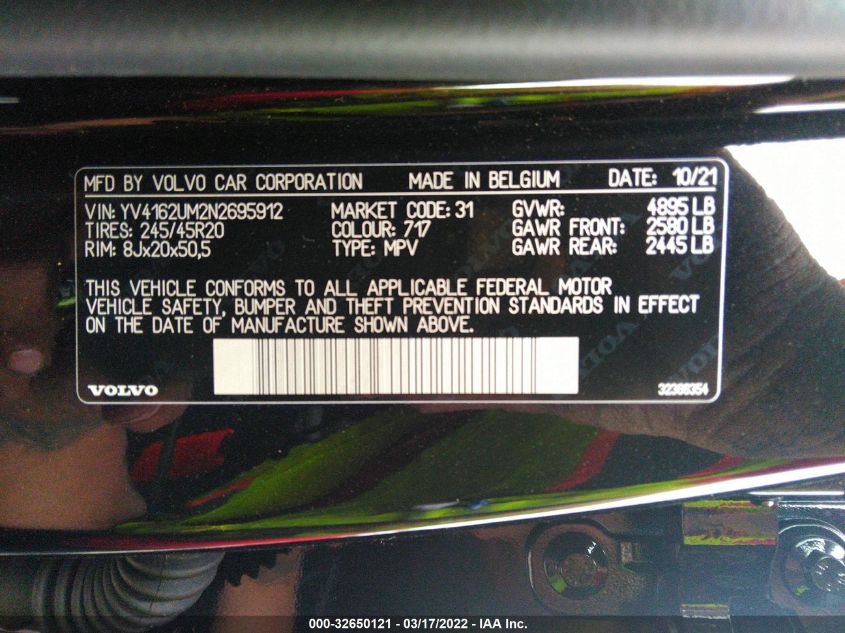 MFD BY VOLVO CAR CORPORATION MADE IN BELGIUM DATE: 10/21
VIN: YV4162UM2N2695912 MARKET CODE: 31 GVWR: 4895 LB
TIRES: 245/45R20 COLOUR: 717 GAWR FRONT: 2580 LB
RIM: 8Jx20x50,5 TYPE: MPV GAWR REAR: 2445 LB
THIS VEHICLE CONFORMS TO ALL APPLICABLE FEDERAL MOTOR
VEHICLE SAFETY, BUMPER AND THEFT PREVENTION STANDARDS IN EFFECT
ON THE DATE OF MANUFACTURE SHOWN ABOVE.
VOLVO 32366354
000-32650121 - 03/17/2022 - IAA Inc.